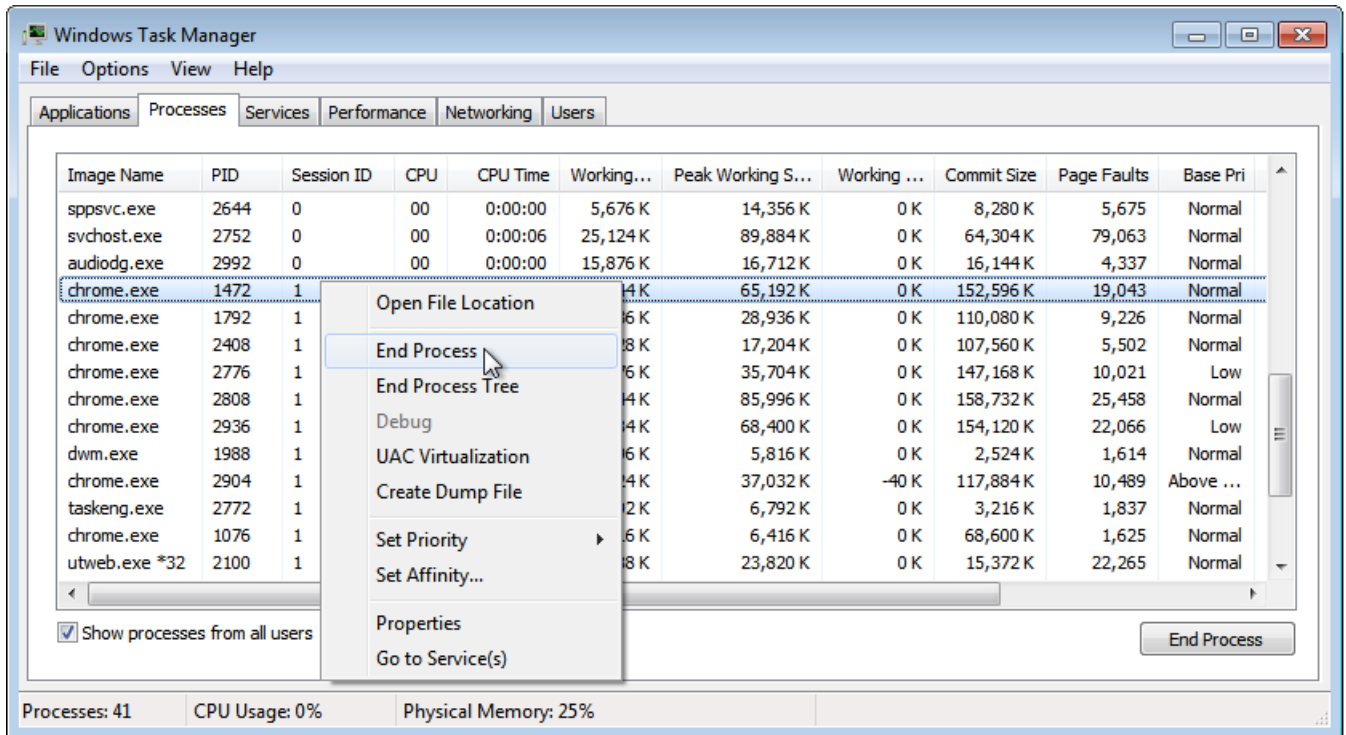 Windows Task Manager
File Options View Help
Applications Processes Services Performance Networking Users
Image Name PID Session ID CPU CPU Time Working... Peak Working S... Working ... Commit Size Page Faults Base Pri
sppsvc.exe 2644 0 00 0:00:00 5,676 K 14,356 K 0 K 8,280 K 5,675 Normal
svchost.exe 2752 0 00 0:00:06 25,124 K 89,884 K 0 K 64,304 K 79,063 Normal
audiodg.exe 2992 0 00 0:00:00 15,876 K 16,712 K 0 K 16,144 K 4,337 Normal
chrome.exe 1472 1 4 K 65,192 K 0 K 152,596 K 19,043 Normal
Open File Location
chrome.exe 1792 1 6 K 28,936 K 0 K 110,080 K 9,226 Normal
chrome.exe 2408 1 8 K 17,204 K 0 K 107,560 K 5,502 Normal
End Process
chrome.exe 2776 1 6 K 35,704 K 0 K 147,168 K 10,021 Low
End Process Tree
chrome.exe 2808 1 4 K 85,996 K 0 K 158,732 K 25,458 Normal
chrome.exe 2936 1 4 K 68,400 K 0 K 154,120 K 22,066 Low
Debug
dwm.exe 1988 1 6 K 5,816 K 0 K 2,524 K 1,614 Normal
UAC Virtualization
chrome.exe 2904 1 4 K 37,032 K -40 K 117,884 K 10,489 Above ...
Create Dump File
taskeng.exe 2772 1 2 K 6,792 K 0 K 3,216 K 1,837 Normal
chrome.exe 1076 1 6 K 6,416 K 0 K 68,600 K 1,625 Normal
Set Priority
utweb.exe *32 2100 1 8 K 23,820 K 0 K 15,372 K 22,265 Normal
Set Affinity...
Properties
Go to Service(s)
Show processes from all users
End Process
Processes: 41 CPU Usage: 0% Physical Memory: 25%